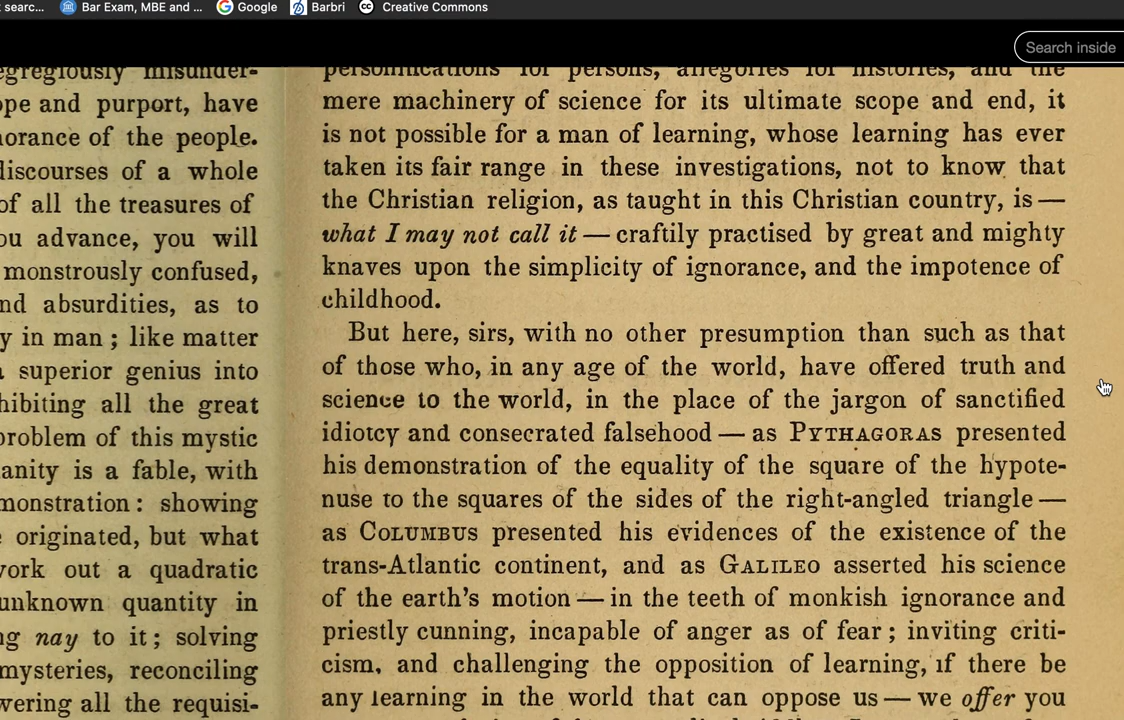 searc...
Bar Exam, MBE and ...
Google
Barbri
Creative Commons
Search inside
egregiously misunder-
ope and purport, have
norance of the people.
discourses of a whole
of all the treasures of
ou advance, you will
monstrously confused,
nd absurdities, as to
y in man ; like matter
superior genius into
hibiting all the great
problem of this mystic
anity is a fable, with
monstration : showing
originated, but what
work out a quadratic
unknown quantity in
ng nay to it ; solving
mysteries, reconciling
wering all the requisi-
personifications for persons, allegories for histories, and the
mere machinery of science for its ultimate scope and end, it
is not possible for a man of learning, whose learning has ever
taken its fair range in these investigations, not to know that
the Christian religion, as taught in this Christian country, is —
what I may not call it — craftily practised by great and mighty
knaves upon the simplicity of ignorance, and the impotence of
childhood.
But here, sirs, with no other presumption than such as that
of those who, in any age of the world, have offered truth and
science to the world, in the place of the jargon of sanctified
idiotcy and consecrated falsehood — as PYTHAGORAS presented
his demonstration of the equality of the square of the hypote-
nuse to the squares of the sides of the right-angled triangle —
as COLUMBUS presented his evidences of the existence of the
trans-Atlantic continent, and as GALILEO asserted his science
of the earth's motion — in the teeth of monkish ignorance and
priestly cunning, incapable of anger as of fear ; inviting criti-
cism, and challenging the opposition of learning, if there be
any learning in the world that can oppose us — we offer you